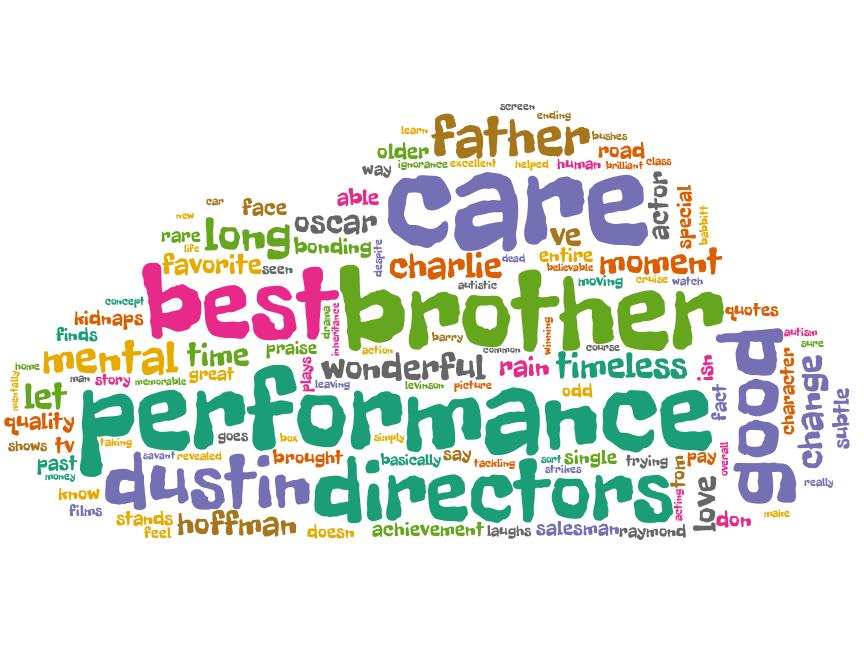 screen
ending
learn father bushes
older road
ignorance excellent helped human brilliant class
way
able care actor special
car face
new oscar babbitt
rare long ve
life bonding despite entire
favorite seen charlie dead believable moment
autistic moving cruise watch
concept best brother quotes
kidnaps drama inheritance barry winning
finds praise action common course autism
mental time wonderful rain timeless isn good sure
home man story memorable great plays leaving levinson picture odd fact character change subtle
mentally let performance
quality
shows tv taking goes box simply
past savant revealed brought basically say tackling sort single trying tom pay overall
money strikes really
know dustin directors acting love
films stands hoffman don make
feel doesn achievement laughs salesman raymond